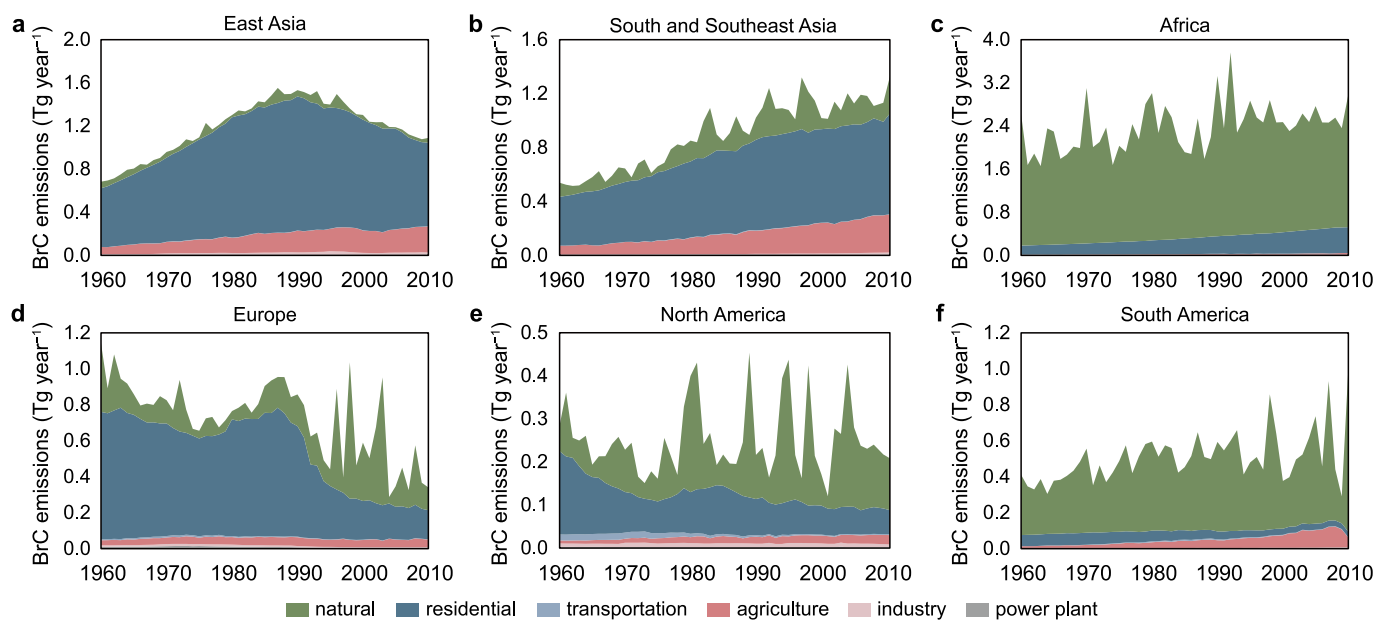 a East Asia
BrC emissions (Tg year⁻¹)
2.0
1.6
1.2
0.8
0.4
0.0
1960 1970 1980 1990 2000 2010
b South and Southeast Asia
BrC emissions (Tg year⁻¹)
1.6
1.2
0.8
0.4
0.0
1960 1970 1980 1990 2000 2010
c Africa
BrC emissions (Tg year⁻¹)
4.0
3.2
2.4
1.6
0.8
0.0
1960 1970 1980 1990 2000 2010
d Europe
BrC emissions (Tg year⁻¹)
1.2
1.0
0.8
0.6
0.4
0.2
0.0
1960 1970 1980 1990 2000 2010
e North America
BrC emissions (Tg year⁻¹)
0.5
0.4
0.3
0.2
0.1
0.0
1960 1970 1980 1990 2000 2010
f South America
BrC emissions (Tg year⁻¹)
1.2
1.0
0.8
0.6
0.4
0.2
0.0
1960 1970 1980 1990 2000 2010
natural residential transportation agriculture industry power plant